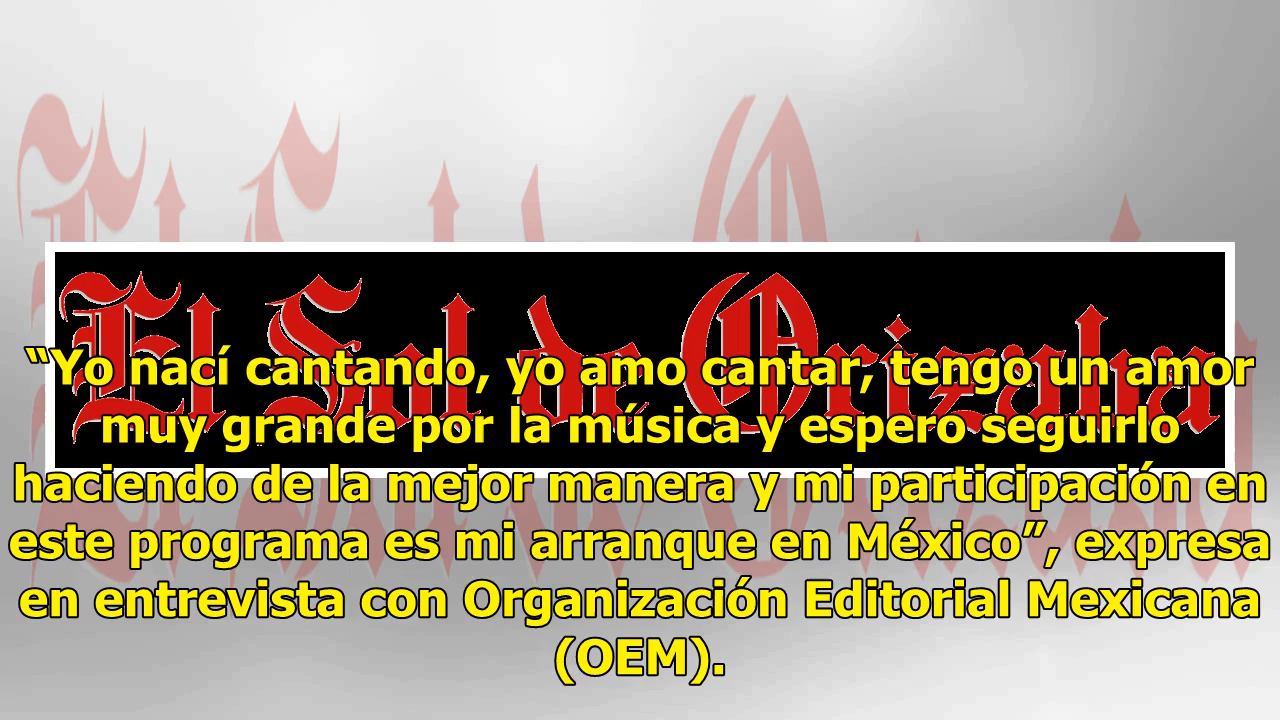 El Sol de Orizaba
“Yo nací cantando, yo amo cantar, tengo un amor
muy grande por la música y espero seguirlo
haciendo de la mejor manera y mi participación en
este programa es mi arranque en México”, expresa
en entrevista con Organización Editorial Mexicana
(OEM).